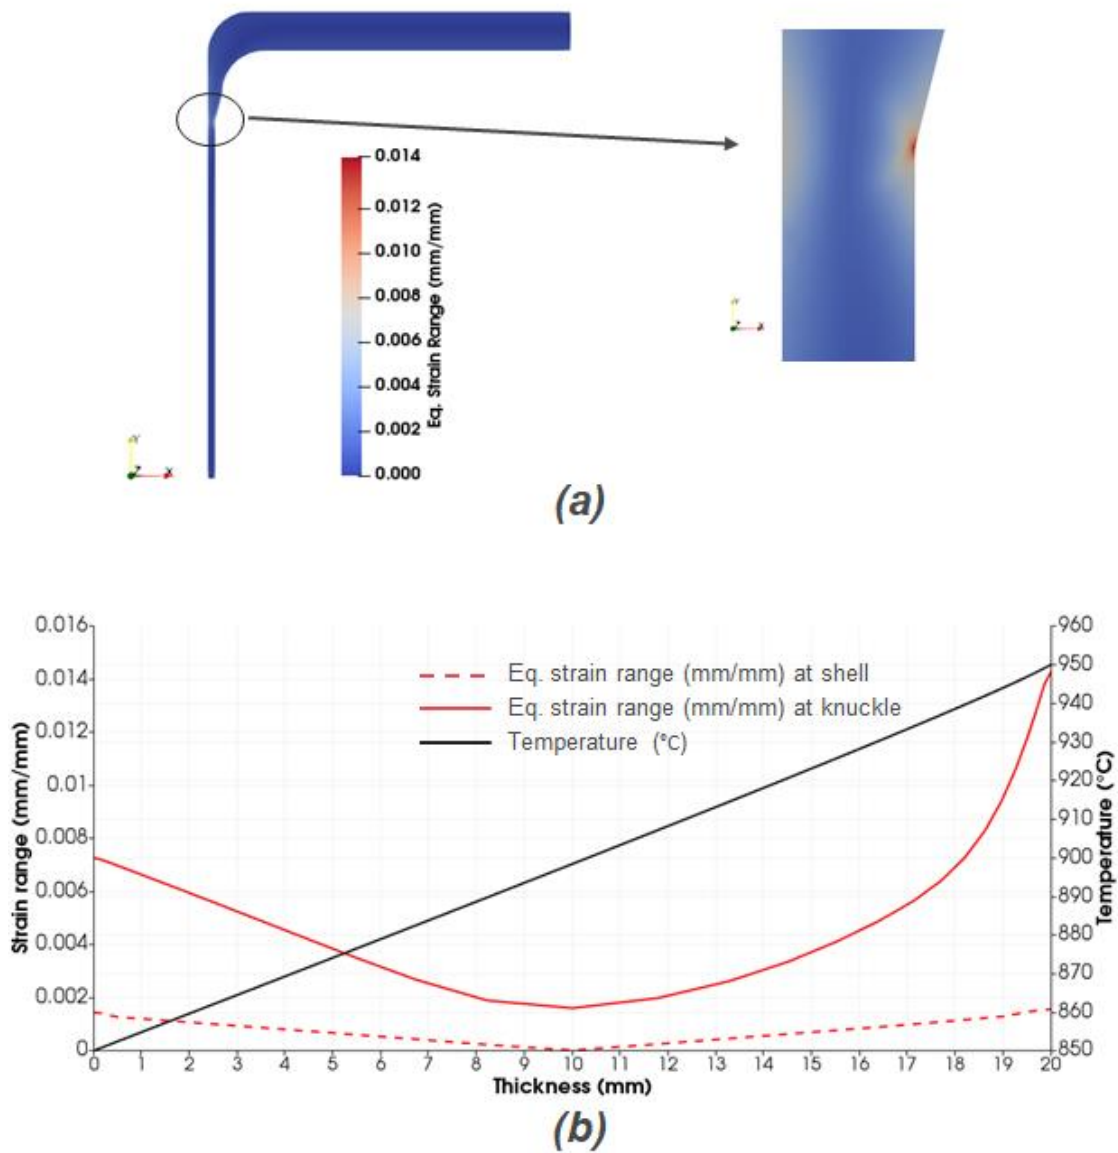 0.014
0.012
0.010
0.008
0.006
0.004
0.002
0.000
Eq. Strain Range (mm/mm)
Y
Z
X
Y
Z
X
(a)
0.016
0.014
0.012
0.01
0.008
0.006
0.004
0.002
0
Strain range (mm/mm)
Eq. strain range (mm/mm) at shell
Eq. strain range (mm/mm) at knuckle
Temperature (°C)
960
950
940
930
920
910
900
890
880
870
860
850
Temperature (°C)
0 1 2 3 4 5 6 7 8 9 10 11 12 13 14 15 16 17 18 19 20
Thickness (mm)
(b)